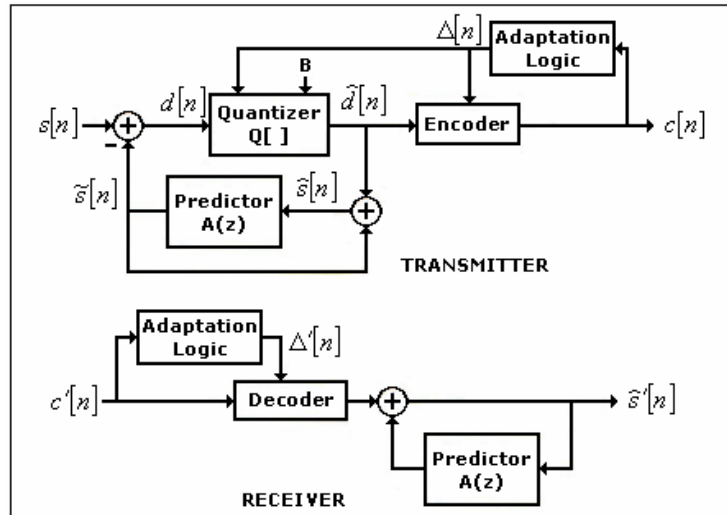 Δ[n]
Adaptation
Logic
B
s[n]
d[n]
Quantizer
Q[ ]
d̂[n]
Encoder
c[n]
−
s̃[n]
Predictor
A(z)
ŝ[n]
TRANSMITTER
Adaptation
Logic
Δ'[n]
c'[n]
Decoder
ŝ'[n]
Predictor
A(z)
RECEIVER